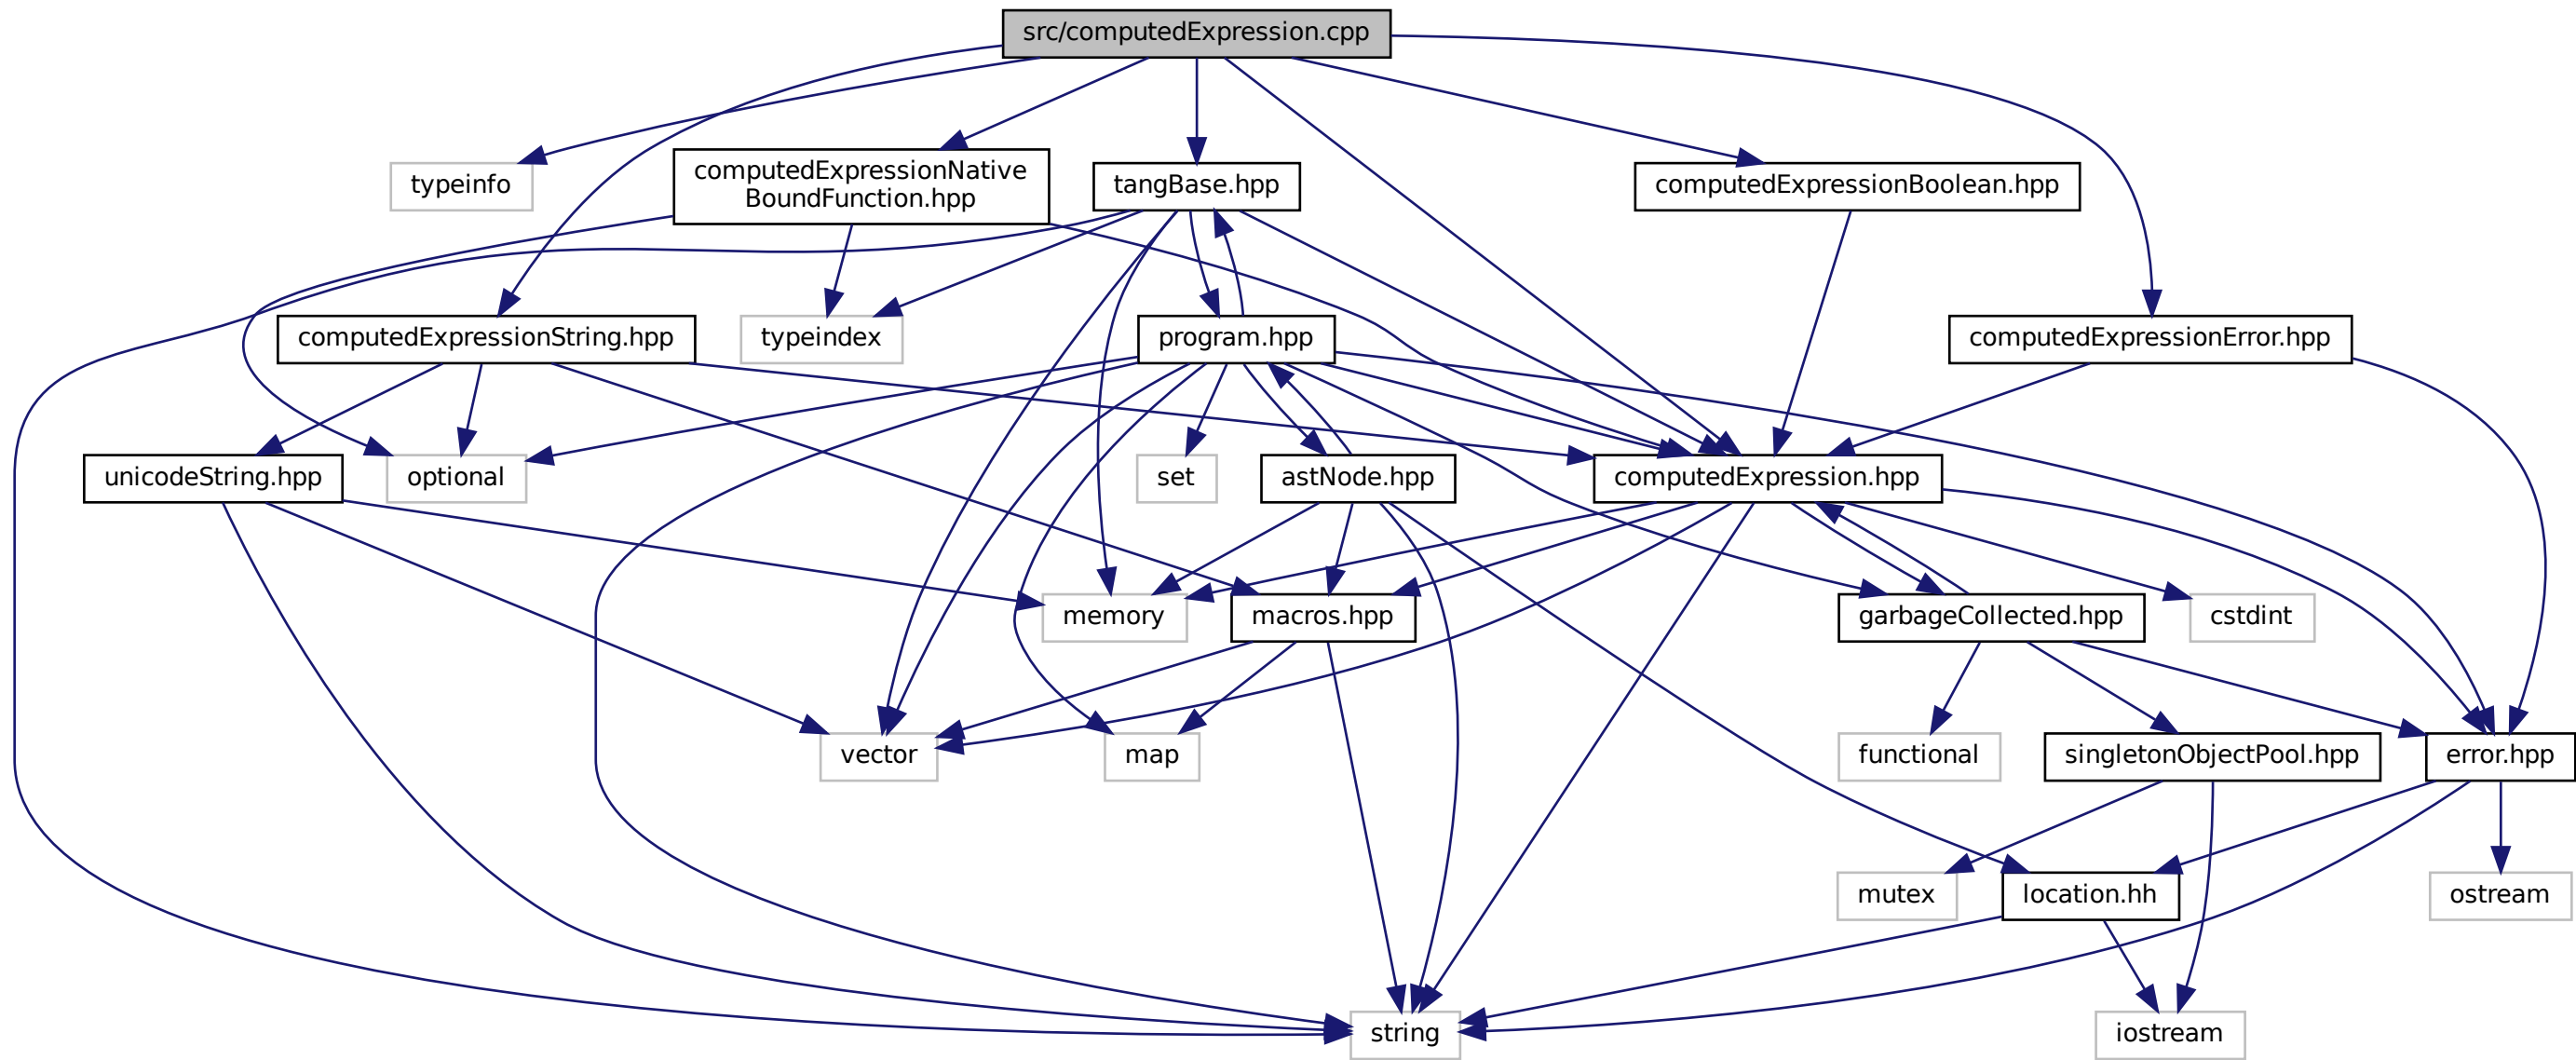 src/computedExpression.cpp
typeinfo
computedExpressionNative
BoundFunction.hpp
tangBase.hpp
computedExpressionBoolean.hpp
computedExpressionString.hpp
typeindex
program.hpp
computedExpressionError.hpp
unicodeString.hpp
optional
set
astNode.hpp
computedExpression.hpp
memory
macros.hpp
garbageCollected.hpp
cstdint
vector
map
functional
singletonObjectPool.hpp
error.hpp
mutex
location.hh
ostream
string
iostream